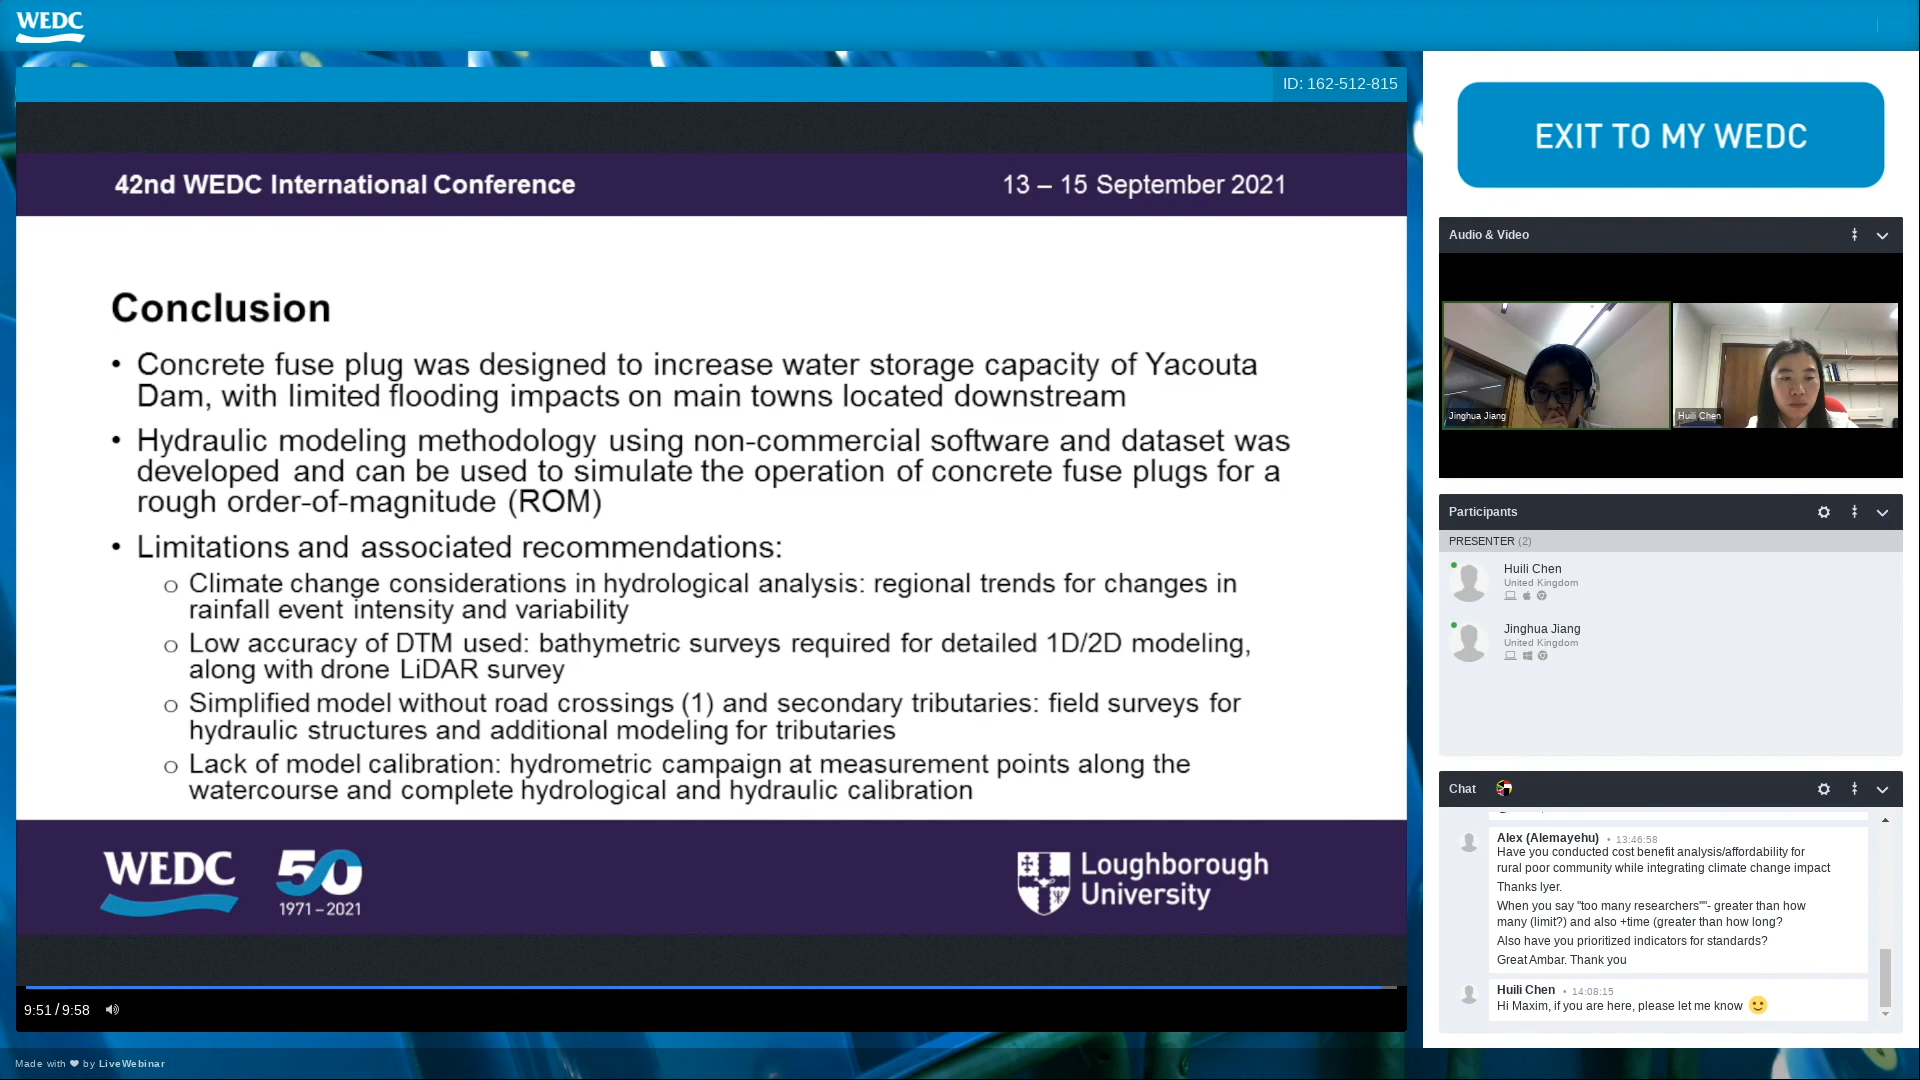 WEDC
ID: 162-512-815
42nd WEDC International Conference
13 – 15 September 2021
Conclusion
• Concrete fuse plug was designed to increase water storage capacity of Yacouta
Dam, with limited flooding impacts on main towns located downstream
• Hydraulic modeling methodology using non-commercial software and dataset was
developed and can be used to simulate the operation of concrete fuse plugs for a
rough order-of-magnitude (ROM)
• Limitations and associated recommendations:
o Climate change considerations in hydrological analysis: regional trends for changes in
rainfall event intensity and variability
o Low accuracy of DTM used: bathymetric surveys required for detailed 1D/2D modeling,
along with drone LiDAR survey
o Simplified model without road crossings (1) and secondary tributaries: field surveys for
hydraulic structures and additional modeling for tributaries
o Lack of model calibration: hydrometric campaign at measurement points along the
watercourse and complete hydrological and hydraulic calibration
WEDC
50
1971 – 2021
Loughborough
University
9:51 / 9:58
Made with ❤ by LiveWebinar
EXIT TO MY WEDC
Audio & Video
Jinghua Jiang
Huili Chen
Participants
PRESENTER (2)
Huili Chen
United Kingdom
Jinghua Jiang
United Kingdom
Chat
Alex (Alemayehu) • 13:46:58
Have you conducted cost benefit analysis/affordability for
rural poor community while integrating climate change impact
Thanks Iyer.
When you say "too many researchers""- greater than how
many (limit?) and also +time (greater than how long?
Also have you prioritized indicators for standards?
Great Ambar. Thank you
Huili Chen • 14:08:15
Hi Maxim, if you are here, please let me know 🙂